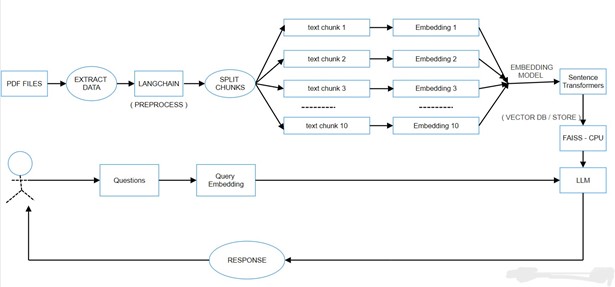 PDF FILES
EXTRACT
DATA
LANGCHAIN
( PREPROCESS )
SPLIT
CHUNKS
text chunk 1
Embedding 1
text chunk 2
Embedding 2
text chunk 3
Embedding 3
text chunk 10
Embedding 10
EMBEDDING
MODEL
Sentence
Transformers
( VECTOR DB / STORE )
FAISS - CPU
Questions
Query
Embedding
LLM
RESPONSE